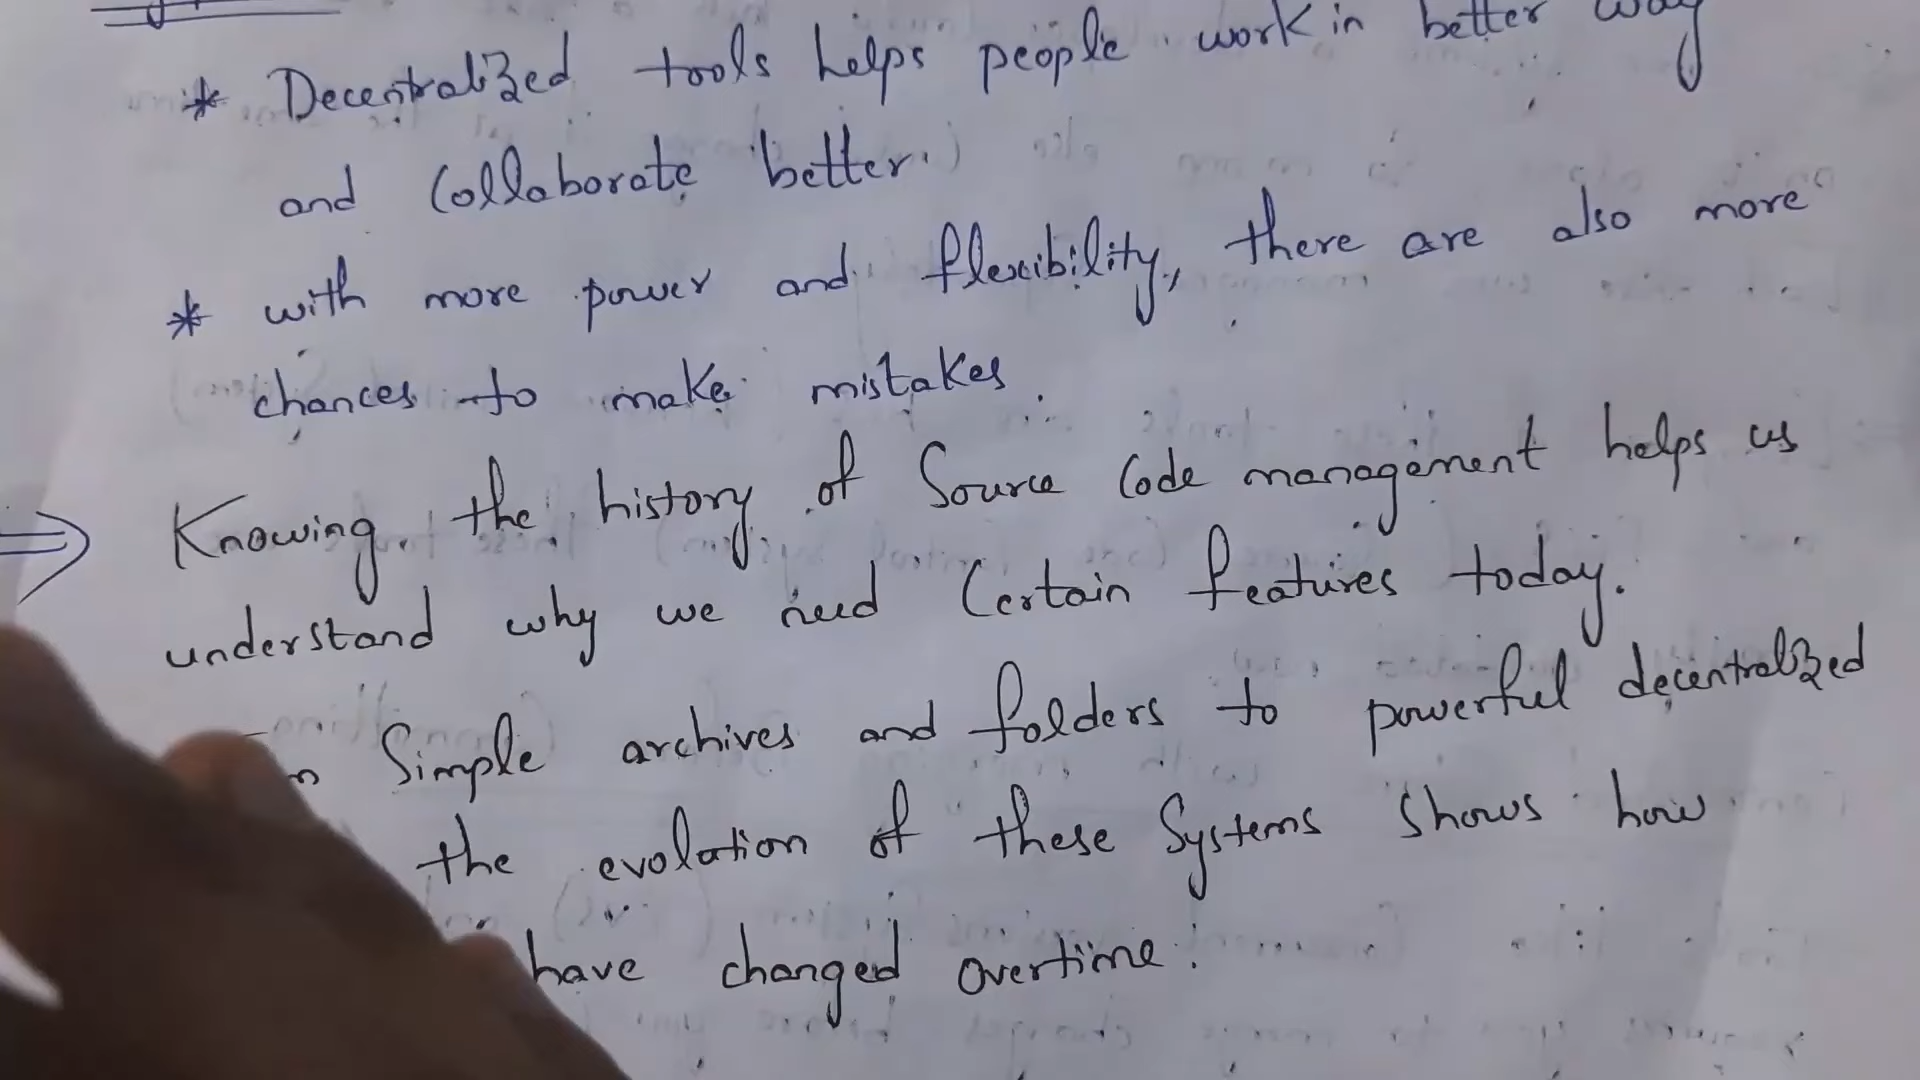 * Decentralized tools helps people work in better way
and Collaborate better.
* with more power and flexibility, there are also more
chances to make mistakes.
⇒ Knowing the history of Source Code management helps us
understand why we need Certain features today.
Simple archives and folders to powerful decentralized
the evolation of these Systems shows how
have changed overtime.